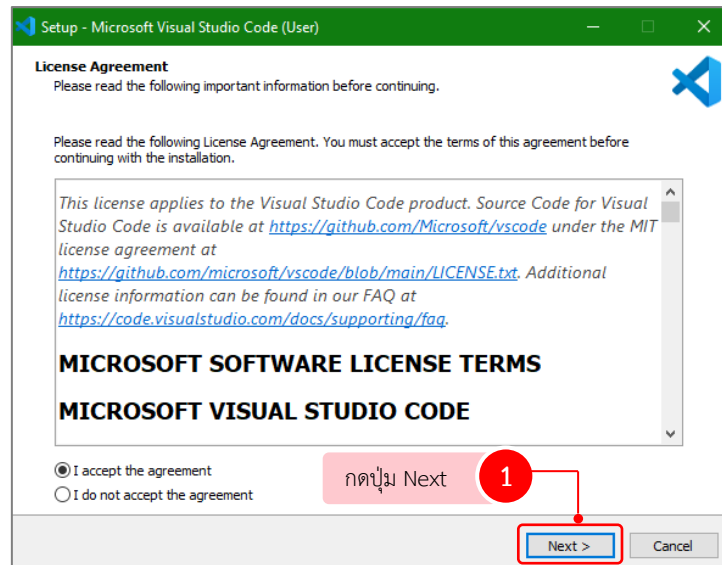 Setup - Microsoft Visual Studio Code (User)
License Agreement
Please read the following important information before continuing.
Please read the following License Agreement. You must accept the terms of this agreement before
continuing with the installation.
This license applies to the Visual Studio Code product. Source Code for Visual
Studio Code is available at https://github.com/Microsoft/vscode under the MIT
license agreement at
https://github.com/microsoft/vscode/blob/main/LICENSE.txt. Additional
license information can be found in our FAQ at
https://code.visualstudio.com/docs/supporting/faq.
MICROSOFT SOFTWARE LICENSE TERMS
MICROSOFT VISUAL STUDIO CODE
I accept the agreement
I do not accept the agreement
กดปุ่ม Next 1
Next > Cancel